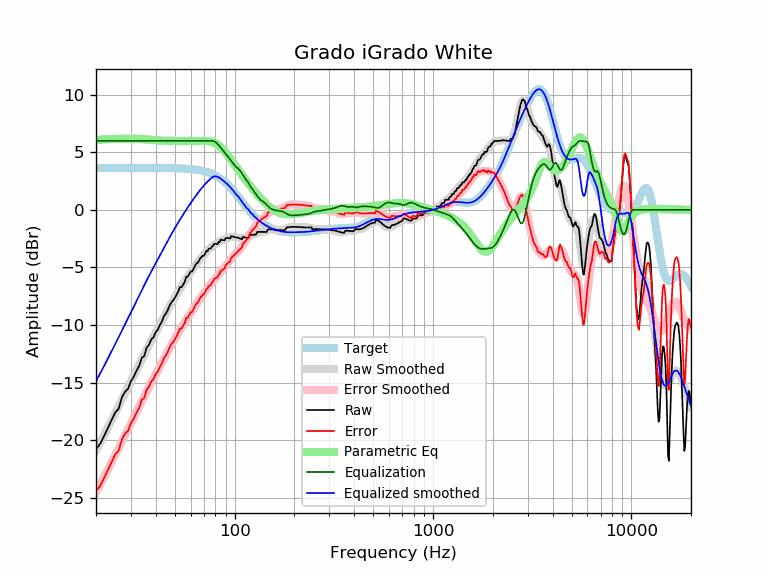 Grado iGrado White
10
5
0
−5
−10
−15
−20
−25
Amplitude (dBr)
Target
Raw Smoothed
Error Smoothed
Raw
Error
Parametric Eq
Equalization
Equalized smoothed
100
1000
10000
Frequency (Hz)